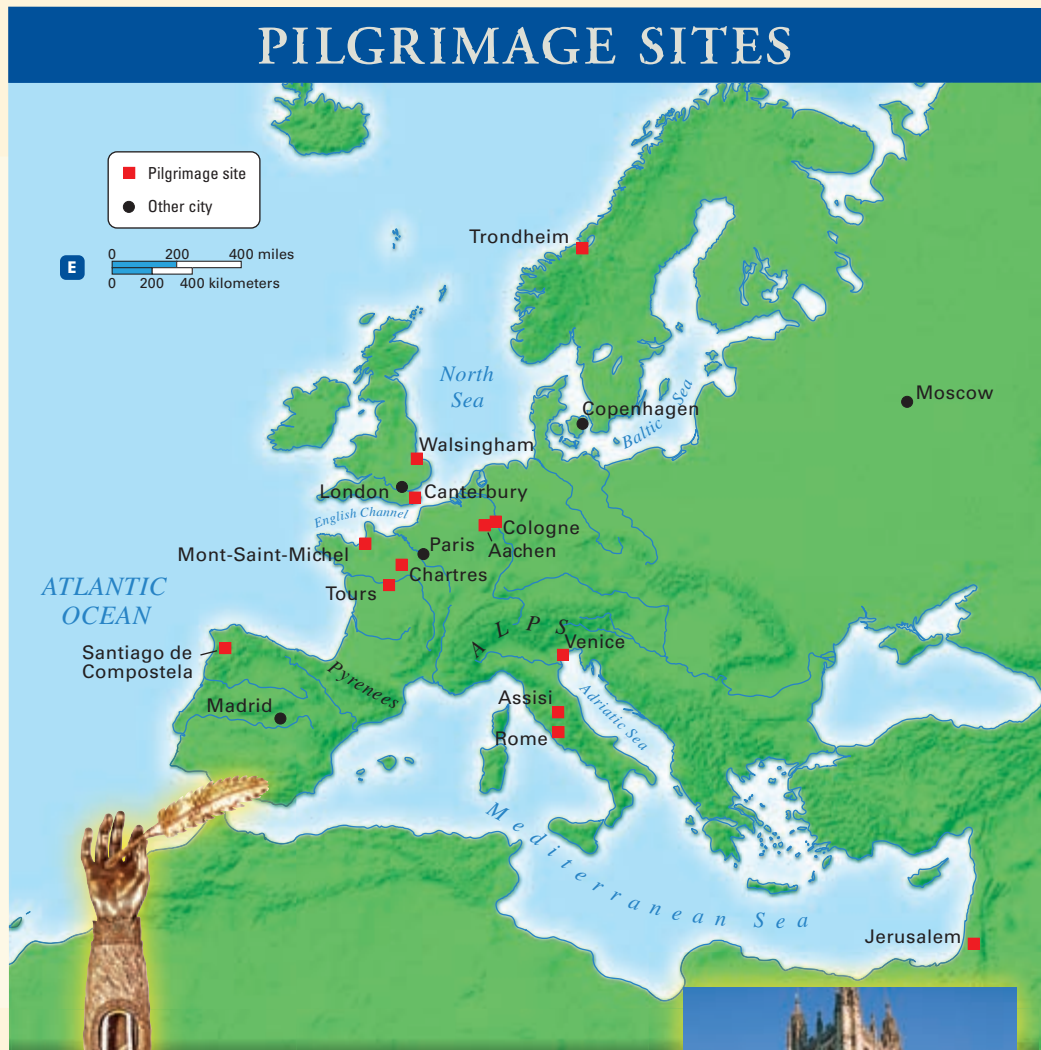 PILGRIMAGE SITES
Pilgrimage site
Other city
E
0 200 400 miles
0 200 400 kilometers
Trondheim
North
Sea
Moscow
Copenhagen
Baltic Sea
Walsingham
London
Canterbury
English Channel
Cologne
Aachen
Mont-Saint-Michel
Paris
Chartres
Tours
ATLANTIC
OCEAN
ALPS
Venice
Santiago de
Compostela
Pyrenees
Madrid
Assisi
Adriatic Sea
Rome
Mediterranean Sea
Jerusalem